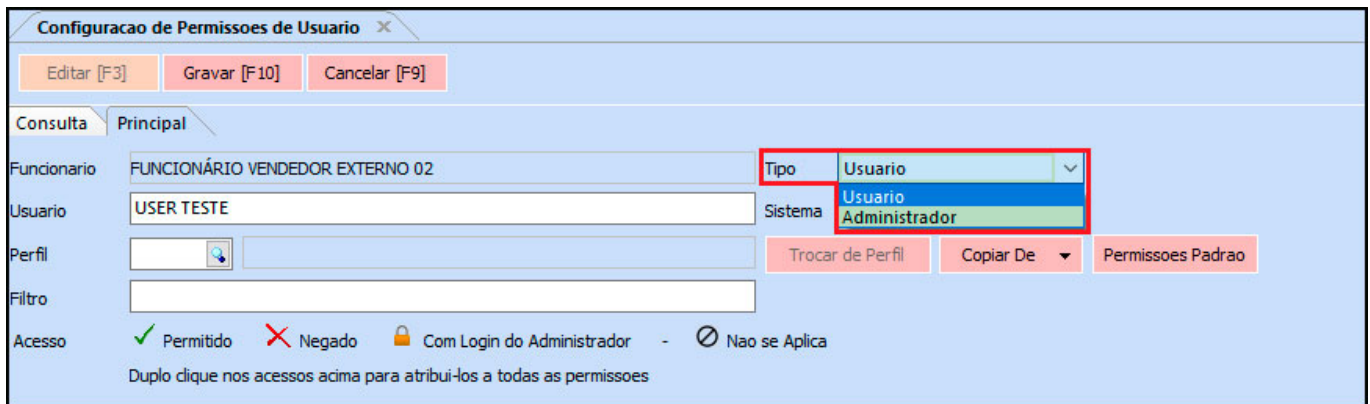 Configuracao de Permissoes de Usuario
Editar [F3] Gravar [F10] Cancelar [F9]
Consulta Principal
Funcionario FUNCIONÁRIO VENDEDOR EXTERNO 02 Tipo Usuario
Usuario
Usuario USER TESTE Sistema Administrador
Perfil Trocar de Perfil Copiar De Permissoes Padrao
Filtro
Acesso Permitido Negado Com Login do Administrador - Nao se Aplica
Duplo clique nos acessos acima para atribui-los a todas as permissoes